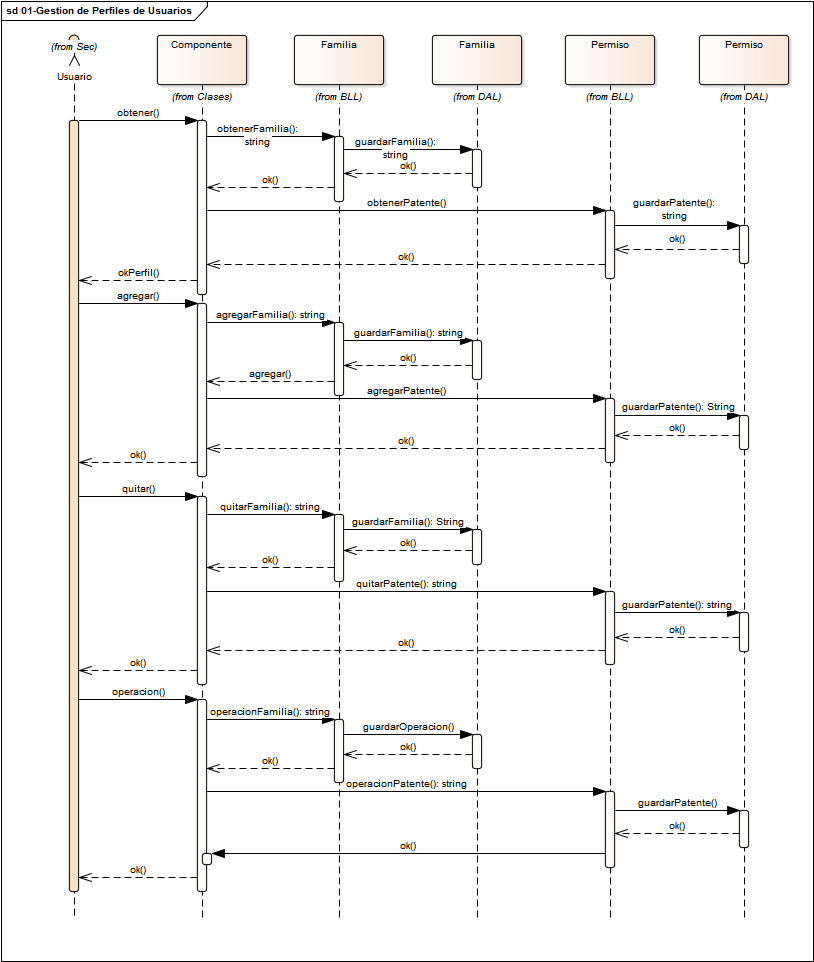 sd 01-Gestion de Perfiles de Usuarios
(from Sec)
Usuario
Componente
(from Clases)
Familia
(from BLL)
Familia
(from DAL)
Permiso
(from BLL)
Permiso
(from DAL)
obtener()
obtenerFamilia():
string
guardarFamilia():
string
ok()
ok()
obtenerPatente()
guardarPatente():
string
ok()
ok()
okPerfil()
agregar()
agregarFamilia(): string
guardarFamilia(): string
ok()
agregar()
agregarPatente()
guardarPatente(): String
ok()
ok()
ok()
quitar()
quitarFamilia(): string
guardarFamilia(): String
ok()
ok()
quitarPatente(): string
guardarPatente(): string
ok()
ok()
ok()
operacion()
operacionFamilia(): string
guardarOperacion()
ok()
ok()
operacionPatente(): string
guardarPatente()
ok()
ok()
ok()